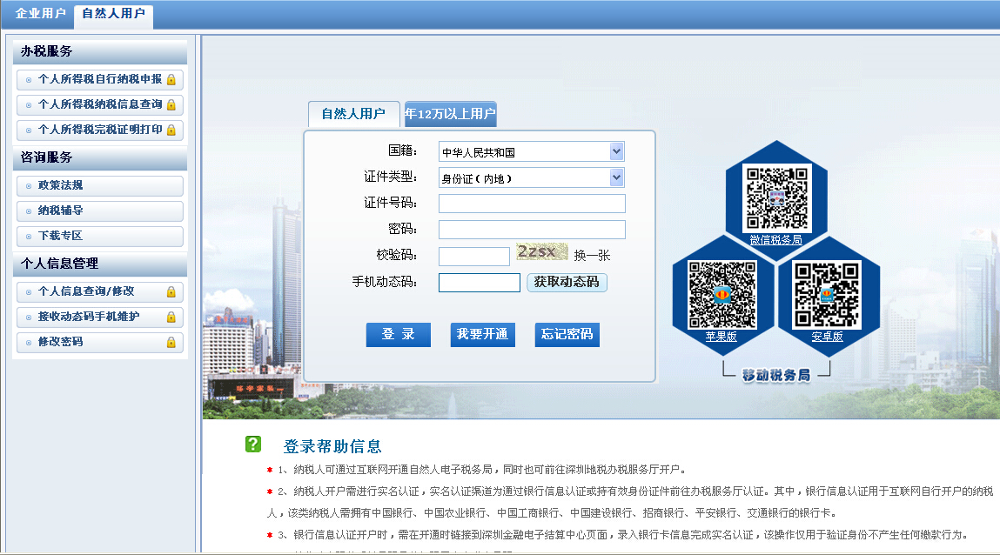 企业用户 自然人用户
办税服务
个人所得税自行纳税申报
个人所得税纳税信息查询
个人所得税完税证明打印
咨询服务
政策法规
纳税辅导
下载专区
个人信息管理
个人信息查询/修改
接收动态码手机维护
修改密码
自然人用户 年12万以上用户
国籍： 中华人民共和国
证件类型： 身份证（内地）
证件号码：
密码：
校验码： 2zsx 换一张
手机动态码： 获取动态码
登 录 我要开通 忘记密码
微信税务局
苹果版 安卓版
移动税务局
? 登录帮助信息
1、纳税人可通过互联网开通自然人电子税务局，同时也可前往深圳地税办税服务厅开户。
2、纳税人开户需进行实名认证，实名认证渠道为通过银行信息认证或持有效身份证件前往办税服务厅认证。其中，银行信息认证用于互联网自行开户的纳税
人，该类纳税人需拥有中国银行、中国农业银行、中国工商银行、中国建设银行、招商银行、平安银行、交通银行的银行卡。
3、银行信息认证开户时，需在开通时链接到深圳金融电子结算中心页面，录入银行卡信息完成实名认证，该操作仅用于验证身份不产生任何缴款行为。